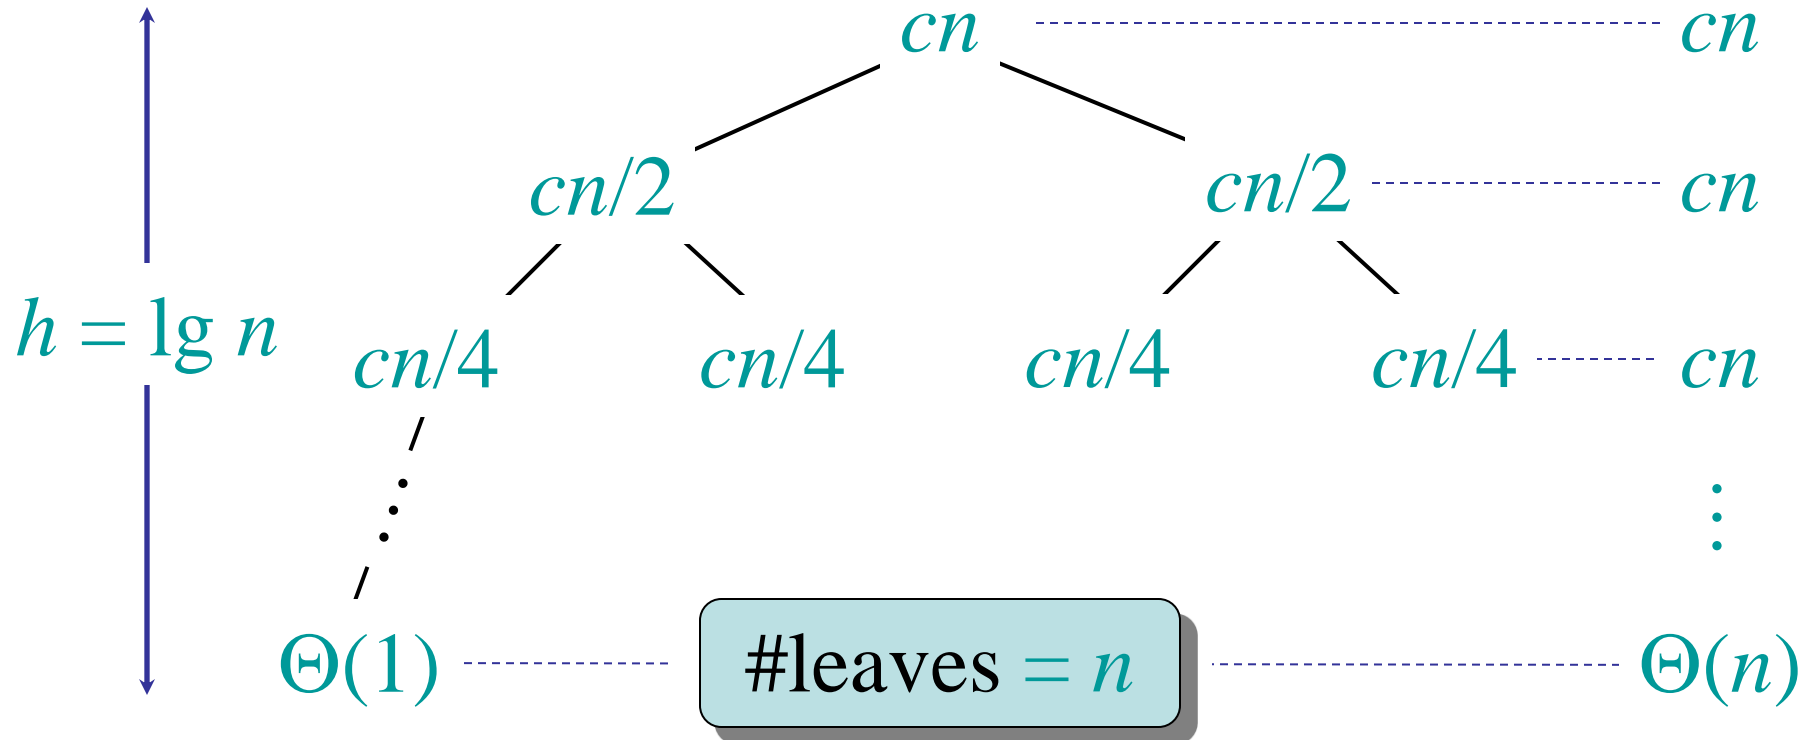 cn cn
cn/2 cn/2 cn
h = lg n cn/4 cn/4 cn/4 cn/4 cn
Θ(1) #leaves = n Θ(n)